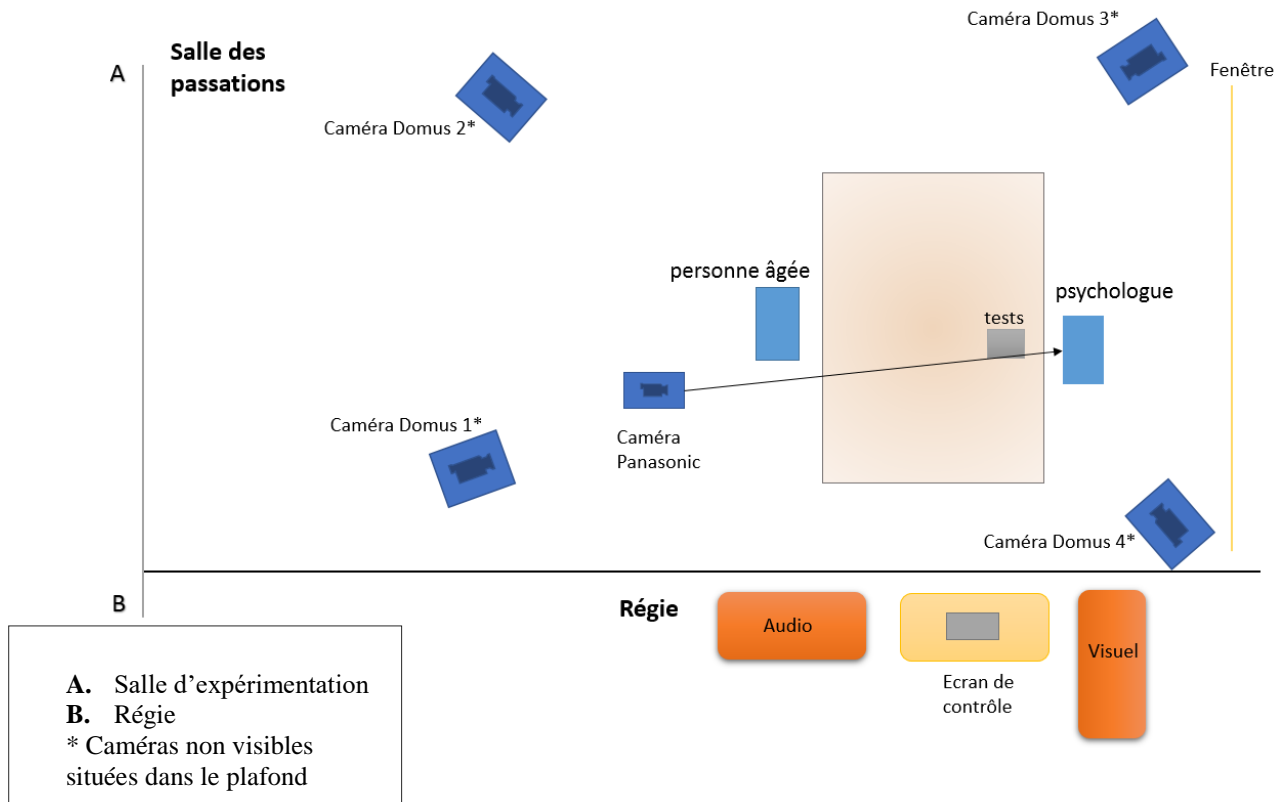 Caméra Domus 3*
Salle des
passations
A
Fenêtre
Caméra Domus 2*
personne âgée
psychologue
tests
Caméra Domus 1*
Caméra
Panasonic
Caméra Domus 4*
B
Régie
Audio
Visuel
Ecran de
contrôle
A. Salle d’expérimentation
B. Régie
* Caméras non visibles
situées dans le plafond